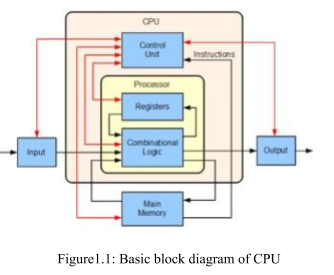 CPU
Control
Unit
Instructions
Processor
Registers
Combinational
Logic
Input
Output
Main
Memory
Figure1.1: Basic block diagram of CPU